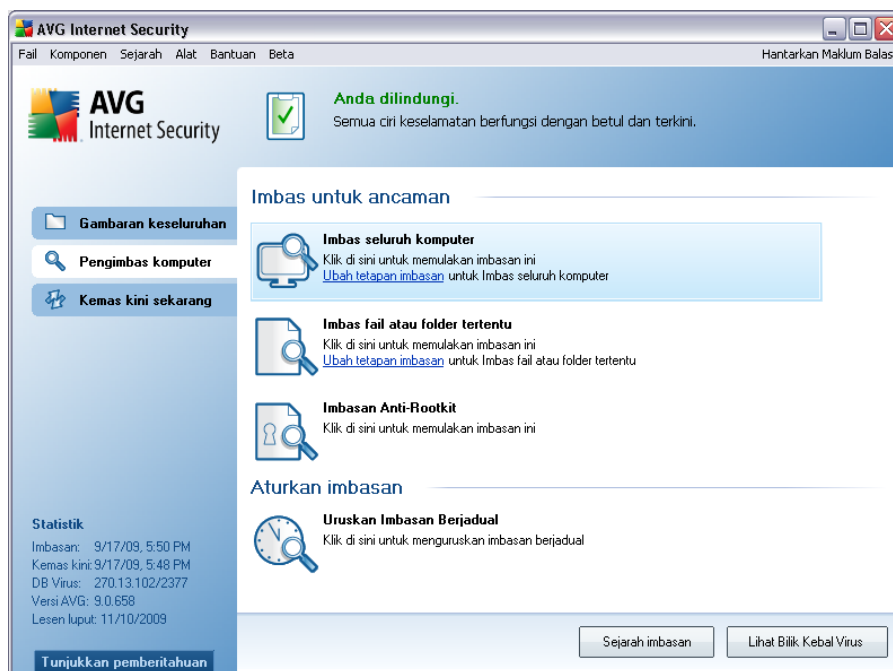 AVG Internet Security
Fail Komponen Sejarah Alat Bantuan Beta Hantarkan Maklum Balas
AVG
Internet Security
Anda dilindungi.
Semua ciri keselamatan berfungsi dengan betul dan terkini.
Gambaran keseluruhan
Pengimbas komputer
Kemas kini sekarang
Imbas untuk ancaman
Imbas seluruh komputer
Klik di sini untuk memulakan imbasan ini
Ubah tetapan imbasan untuk Imbas seluruh komputer
Imbas fail atau folder tertentu
Klik di sini untuk memulakan imbasan ini
Ubah tetapan imbasan untuk Imbas fail atau folder tertentu
Imbasan Anti-Rootkit
Klik di sini untuk memulakan imbasan ini
Aturkan imbasan
Uruskan Imbasan Berjadual
Klik di sini untuk menguruskan imbasan berjadual
Statistik
Imbasan: 9/17/09, 5:50 PM
Kemas kini: 9/17/09, 5:48 PM
DB Virus: 270.13.102/2377
Versi AVG: 9.0.658
Lesen luput: 11/10/2009
Tunjukkan pemberitahuan
Sejarah imbasan
Lihat Bilik Kebal Virus